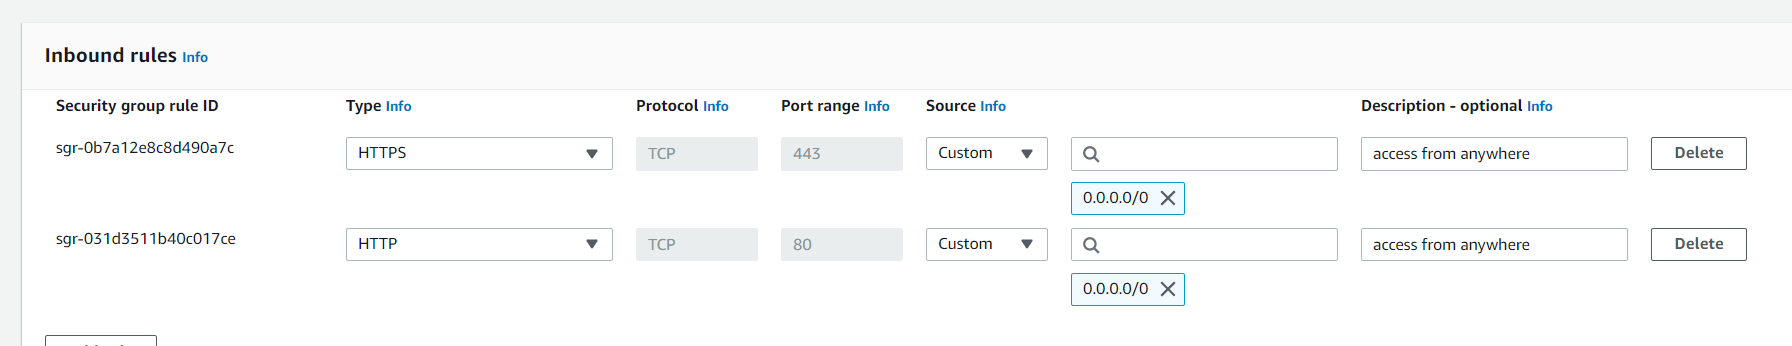 Inbound rules Info
Security group rule ID Type Info Protocol Info Port range Info Source Info Description - optional Info
sgr-0b7a12e8c8d490a7c HTTPS TCP 443 Custom access from anywhere Delete
0.0.0.0/0
sgr-031d3511b40c017ce HTTP TCP 80 Custom access from anywhere Delete
0.0.0.0/0